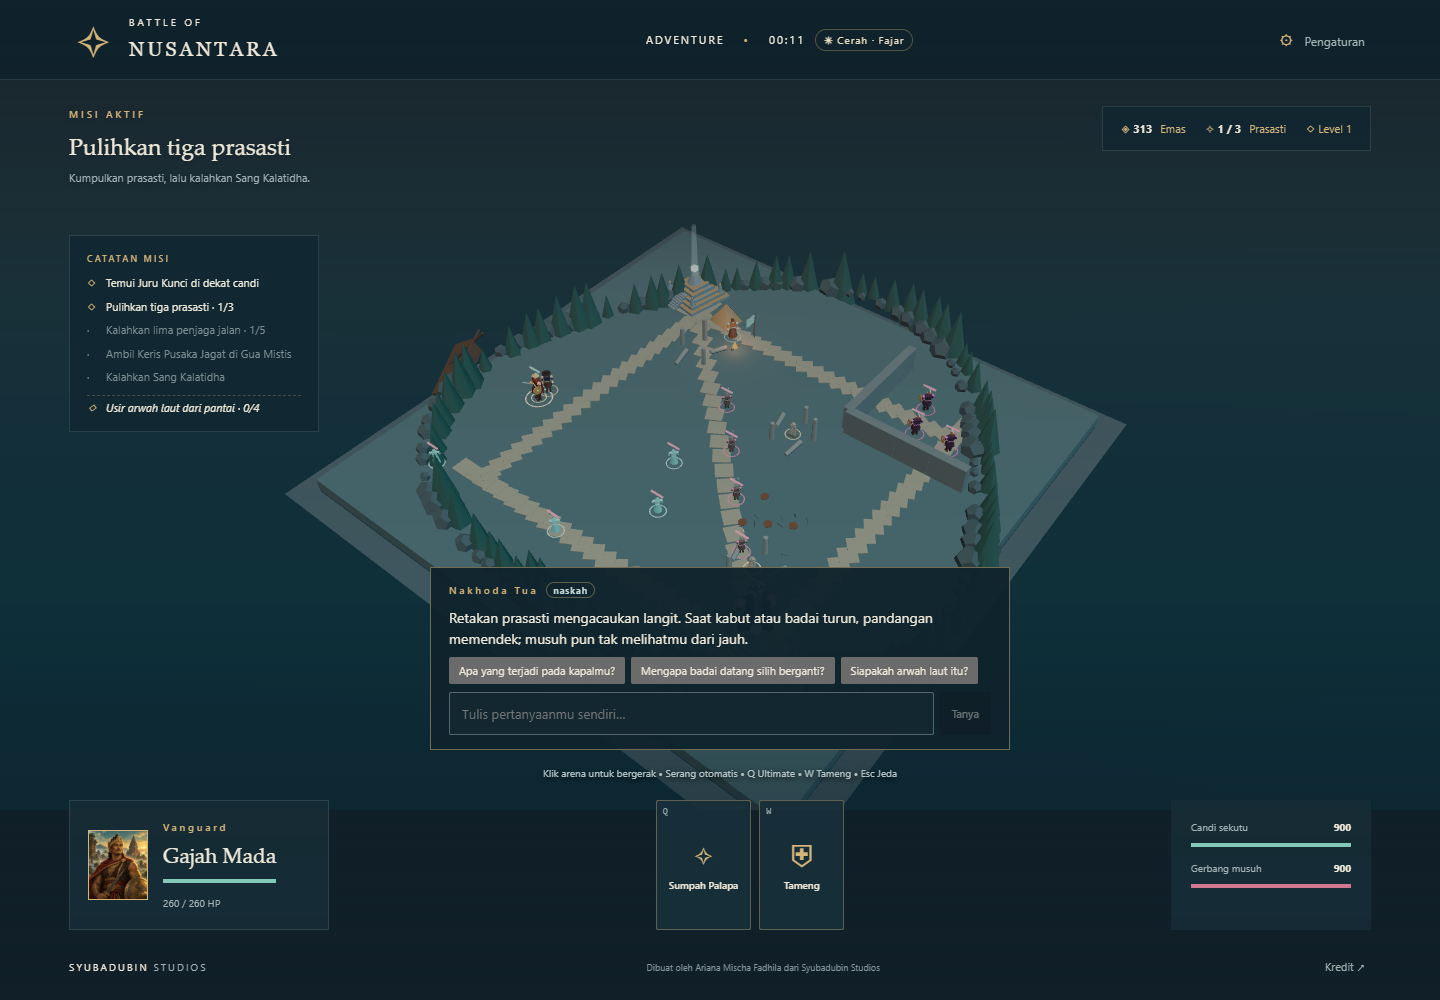 BATTLE OF
NUSANTARA
ADVENTURE • 00:11 Cerah · Fajar
Pengaturan
MISI AKTIF
Pulihkan tiga prasasti
Kumpulkan prasasti, lalu kalahkan Sang Kalatidha.
313 Emas 1 / 3 Prasasti Level 1
CATATAN MISI
Temui Juru Kunci di dekat candi
Pulihkan tiga prasasti · 1/3
Kalahkan lima penjaga jalan · 1/5
Ambil Keris Pusaka Jagat di Gua Mistis
Kalahkan Sang Kalatidha
Usir arwah laut dari pantai · 0/4
Nakhoda Tua naskah
Retakan prasasti mengacaukan langit. Saat kabut atau badai turun, pandangan
memendek; musuh pun tak melihatmu dari jauh.
Apa yang terjadi pada kapalmu? Mengapa badai datang silih berganti? Siapakah arwah laut itu?
Tulis pertanyaanmu sendiri... Tanya
Klik arena untuk bergerak • Serang otomatis • Q Ultimate • W Tameng • Esc Jeda
Vanguard
Gajah Mada
260 / 260 HP
Q
Sumpah Palapa
W
Tameng
Candi sekutu 900
Gerbang musuh 900
SYUBADUBIN STUDIOS
Dibuat oleh Ariana Mischa Fadhila dari Syubadubin Studios
Kredit ↗